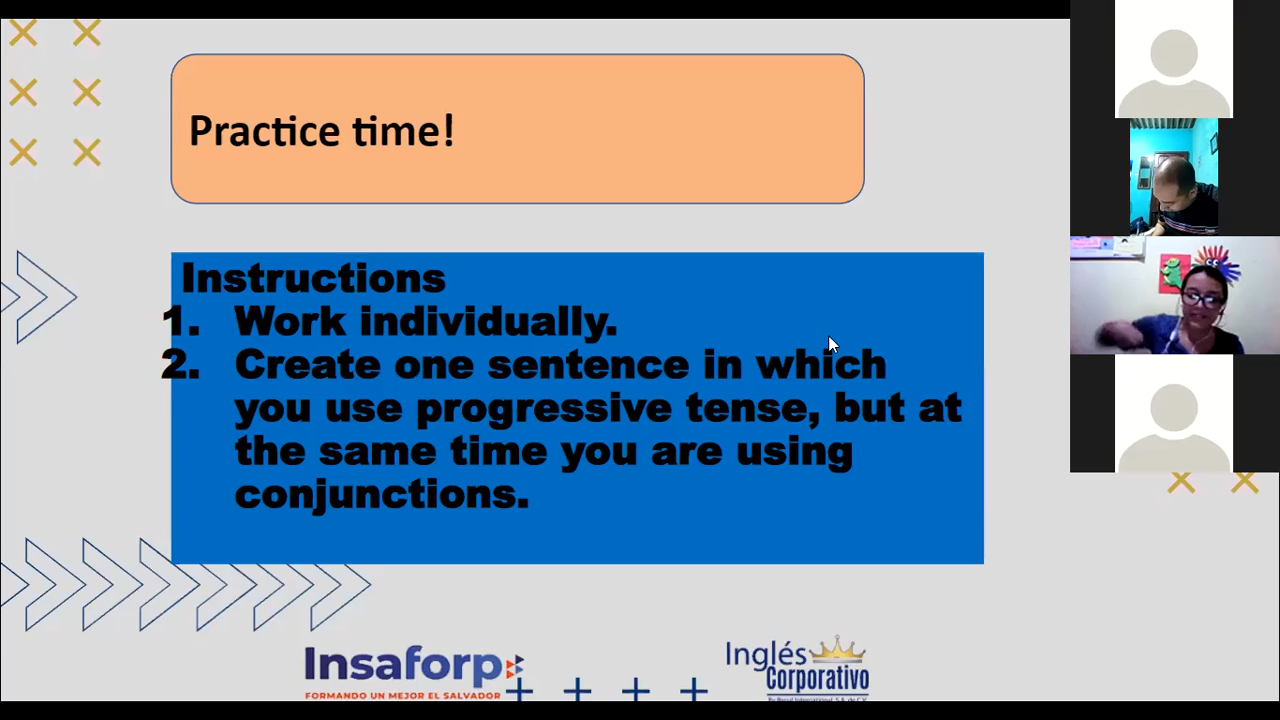 Practice time!
Instructions
1. Work individually.
2. Create one sentence in which
you use progressive tense, but at
the same time you are using
conjunctions.
Insaforp
FORMANDO UN MEJOR EL SALVADOR
Inglés
Corporativo